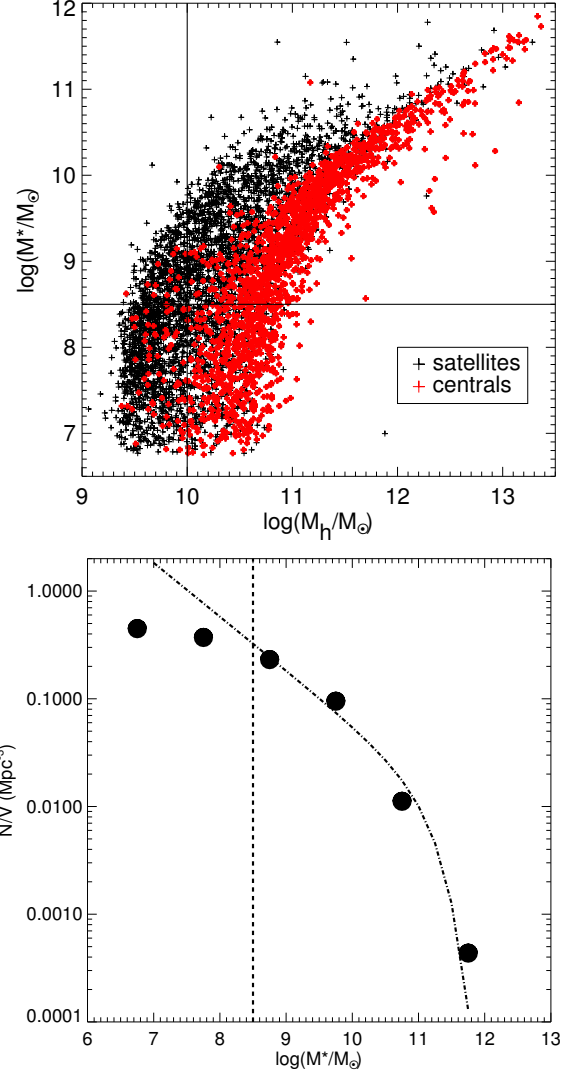 12
11
10
9
8
7
log(M*/M☉)
satellites
centrals
9 10 11 12 13
log(M_h/M☉)
1.0000
0.1000
0.0100
0.0010
0.0001
N/V (Mpc⁻³)
6 7 8 9 10 11 12 13
log(M*/M☉)